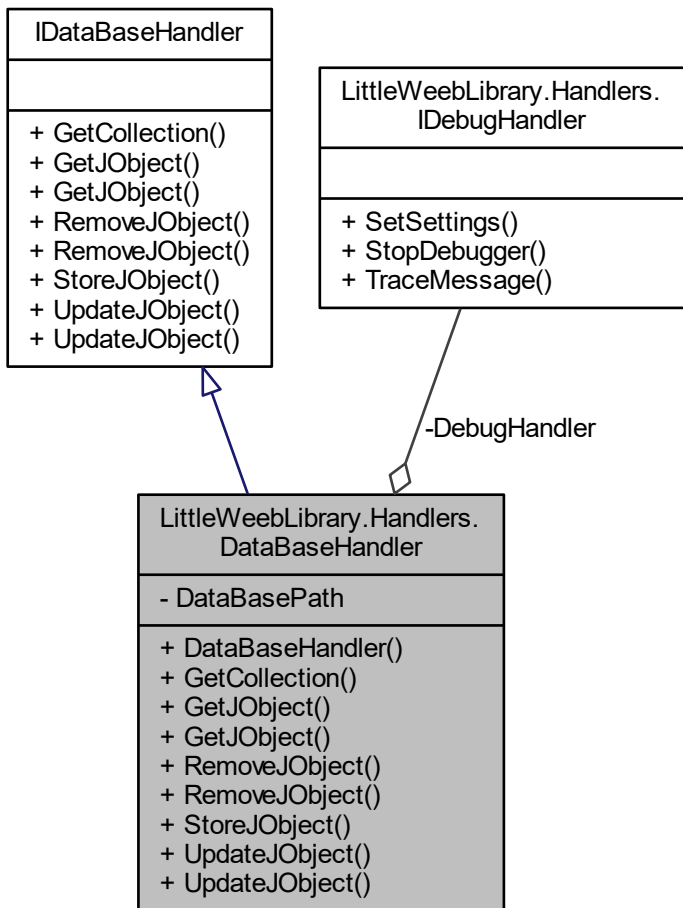 IDataBaseHandler
+ GetCollection()
+ GetJObject()
+ GetJObject()
+ RemoveJObject()
+ RemoveJObject()
+ StoreJObject()
+ UpdateJObject()
+ UpdateJObject()
LittleWeebLibrary.Handlers.
IDebugHandler
+ SetSettings()
+ StopDebugger()
+ TraceMessage()
-DebugHandler
LittleWeebLibrary.Handlers.
DataBaseHandler
- DataBasePath
+ DataBaseHandler()
+ GetCollection()
+ GetJObject()
+ GetJObject()
+ RemoveJObject()
+ RemoveJObject()
+ StoreJObject()
+ UpdateJObject()
+ UpdateJObject()